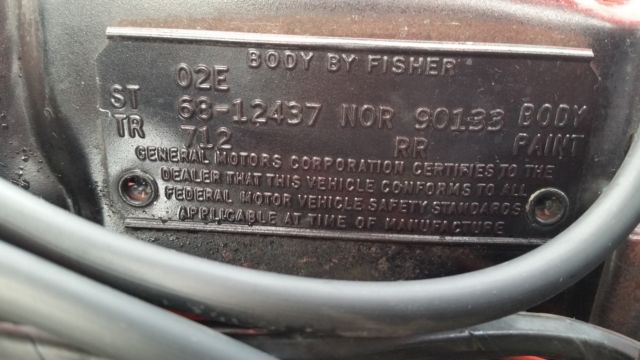 BODY BY FISHER
02E
ST 68-12437 NOR 90133 BODY
TR 712 RR PAINT
GENERAL MOTORS CORPORATION CERTIFIES TO THE
DEALER THAT THIS VEHICLE CONFORMS TO ALL
FEDERAL MOTOR VEHICLE SAFETY STANDARDS
APPLICABLE AT TIME OF MANUFACTURE